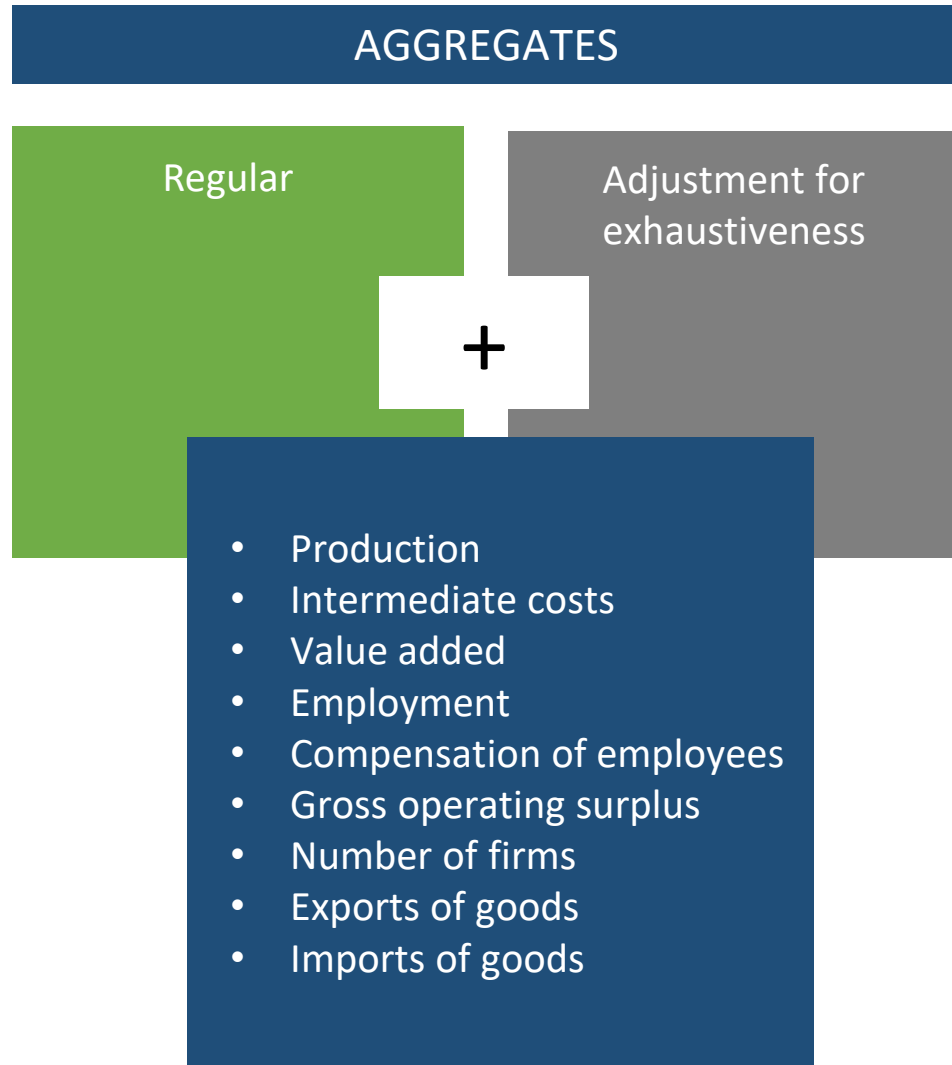 AGGREGATES
Regular
Adjustment for
exhaustiveness
+
• Production
• Intermediate costs
• Value added
• Employment
• Compensation of employees
• Gross operating surplus
• Number of firms
• Exports of goods
• Imports of goods